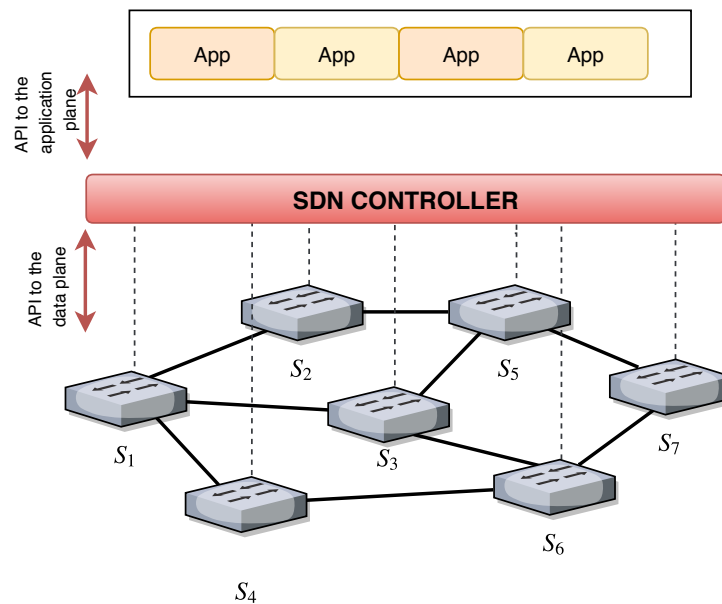 App App App App
API to the
application
plane
SDN CONTROLLER
API to the
data plane
S₂ S₅
S₁ S₃ S₇
S₆
S₄